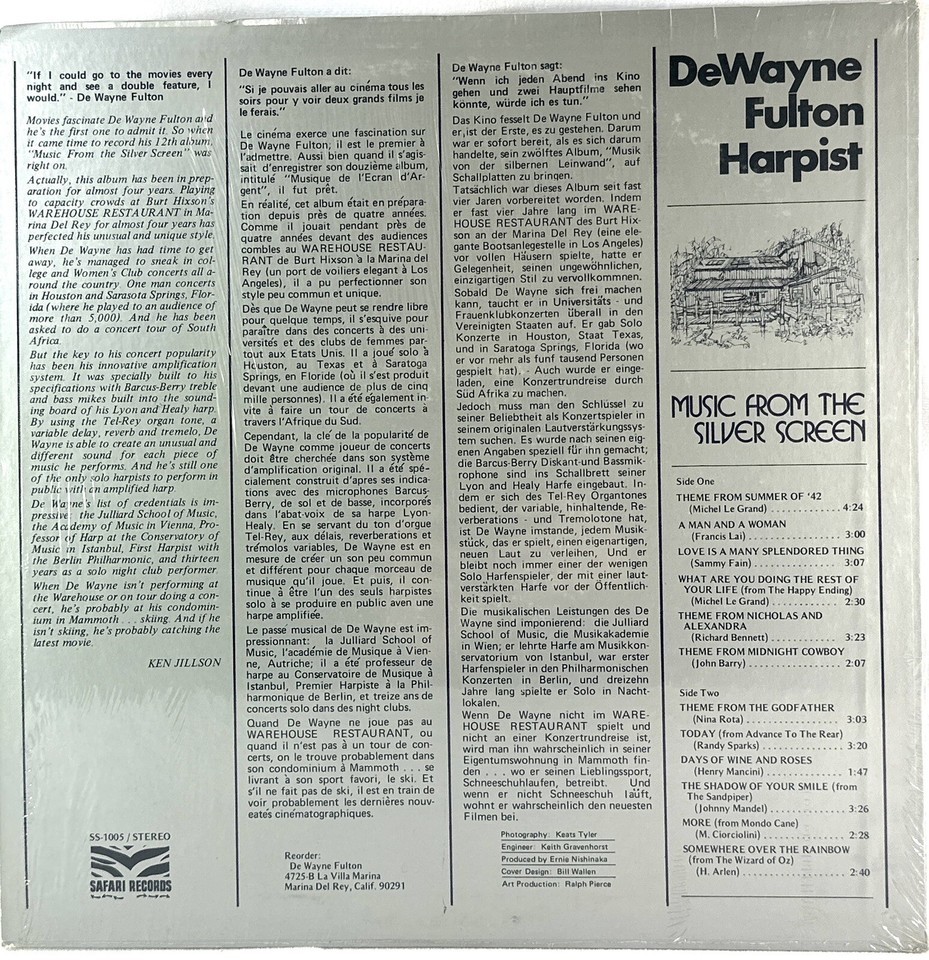 "If I could go to the movies every
night and see a double feature, I
would." - De Wayne Fulton
Movies fascinate De Wayne Fulton and
he's the first one to admit it. So when
it came time to record his 12th album,
"Music From the Silver Screen" was
right on.
Actually, this album has been in prep-
aration for almost four years. Playing
to capacity crowds at Burt Hixson's
WAREHOUSE RESTAURANT in Ma-
rina Del Rey for almost four years has
perfected his unusual and unique style.
When De Wayne has had time to get
away, he's managed to sneak in col-
lege and Women's Club concerts all a-
round the country. One man concerts
in Houston and Sarasota Springs, Flor-
ida (where he played to an audience of
more than 5,000). And he has been
asked to do a concert tour of South
Africa.
But the key to his concert popularity
has been his innovative amplification
system. It was specially built to his
specifications with Barcus-Berry treble
and bass mikes built into the sound-
ing board of his Lyon and Healy harp.
By using the Tel-Rey organ tone, a
variable delay, reverb and tremelo, De
Wayne is able to create an unusual and
different sound for each piece of
music he performs. And he's still one
of the only solo harpists to perform in
public with an amplified harp.
De Wayne's list of credentials is im-
pressive: the Juilliard School of Music,
the Academy of Music in Vienna, Pro-
fessor of Harp at the Conservatory of
Music in Istanbul, First Harpist with
the Berlin Philharmonic, and thirteen
years as a solo night club performer.
When De Wayne isn't performing at
the Warehouse or on tour doing a con-
cert, he's probably at his condomin-
ium in Mammoth . . . skiing. And if he
isn't skiing, he's probably catching the
latest movie.
KEN JILLSON
SS-1005 / STEREO
SAFARI RECORDS
De Wayne Fulton a dit:
"Si je pouvais aller au cinéma tous les
soirs pour y voir deux grands films je
le ferais."
Le cinéma exerce une fascination sur
De Wayne Fulton; il est le premier à
l'admettre. Aussi bien quand il s'agis-
sait d'enregistrer son douzième album,
intitulé "Musique de l'Ecran d'Ar-
gent", il fut prêt.
En réalité, cet album était en prépara-
tion depuis près de quatre années.
Comme il jouait pendant près de
quatre années devant des audiences
combles au WAREHOUSE RESTAU-
RANT de Burt Hixson à la Marina del
Rey (un port de voiliers elegant à Los
Angeles), il a pu perfectionner son
style peu commun et unique.
Dès que De Wayne peut se rendre libre
pour quelque temps, il s'esquive pour
paraître dans des concerts à des uni-
versités et des clubs de femmes par-
tout aux Etats Unis. Il a joué solo à
Houston, au Texas et à Saratoga
Springs, en Floride (où il s'est produit
devant une audience de plus de cinq
mille personnes). Il a été également in-
vite à faire un tour de concerts à
travers l'Afrique du Sud.
Cependant, la clé de la popularité de
De Wayne comme joueur de concerts
doit être cherchée dans son système
d'amplification original. Il a été spé-
cialement construit d'apres ses indica-
tions avec des microphones Barcus-
Berry, de sol et de basse, incorporés
dans l'abat-voix de sa harpe Lyon-
Healy. En se servant du ton d'orgue
Tel-Rey, aux délais, reverberations et
trémolos variables, De Wayne est en
mesure de créer un son peu commun
et différent pour chaque morceau de
musique qu'il joue. Et puis, il con-
tinue à être l'un des seuls harpistes
solo à se produire en public aven une
harpe amplifiée.
Le passé musical de De Wayne est im-
pressionnant: la Julliard School of
Music, l'académie de Musique à Vien-
ne, Autriche; il a été professeur de
harpe au Conservatoire de Musique à
Istanbul, Premier Harpiste à la Phil-
harmonique de Berlin, et treize ans de
concerts solo dans des night clubs.
Quand De Wayne ne joue pas au
WAREHOUSE RESTAURANT, ou
quand il n'est pas à un tour de con-
certs, on le trouve probablement dans
son condominium à Mammoth . . . se
livrant à son sport favori, le ski. Et
s'il ne fait pas de ski, il est en train de
voir probablement les dernières nouv-
eatés cinématographiques.
Reorder:
De Wayne Fulton
4725-B La Villa Marina
Marina Del Rey, Calif. 90291
De Wayne Fulton sagt:
"Wenn ich jeden Abend ins Kino
gehen und zwei Hauptfilme sehen
könnte, würde ich es tun."
Das Kino fesselt De Wayne Fulton und
er ist der Erste, es zu gestehen. Darum
war er sofort bereit, als es sich darum
handelte, sein zwölftes Album, "Musik
von der silbernen Leinwand", auf
Schallplatten zu bringen.
Tatsächlich war dieses Album seit fast
vier Jaren vorbereitet worden. Indem
er fast vier Jahre lang im WARE-
HOUSE RESTAURANT des Burt Hix-
son an der Marina del Rey (eine ele-
gante Bootsanlegestelle in Los Angeles)
vor vollen Häusern spielte, hatte er
Gelegenheit, seinen ungewöhnlichen,
einzigartigen Stil zu vervollkommnen.
Sobald De Wayne sich frei machen
kann, taucht er in Universitäts - und
Frauenklubkonzerten überall in den
Vereinigten Staaten auf. Er gab Solo
Konzerte in Houston, Staat Texas,
und in Saratoga Springs, Florida (wo
er vor mehr als funf tausend Personen
gespielt hat). - Auch wurde er einge-
laden, eine Konzertrundreise durch
Süd Afrika zu machen.
Jedoch muss man den Schlüssel zu
seiner Beliebtheit als Konzertspieler in
seinem originalen Lautverstärkungssys-
tem suchen. Es wurde nach seinen eig-
enen Angaben speziell für ihn gemacht;
die Barcus-Berry Diskant-und Bassmik-
rophone sind ins Schallbrett seiner
Lyon and Healy Harfe eingebaut. In-
dem er sich des Tel-Rey Organtones
bedient, der variable, hinhaltende, Re-
verberations - und Tremolotone hat,
ist De Wayne imstande, jedem Musik-
stück, das er spielt, einen eigenartigen,
neuen Laut zu verleihen, Und er
bleibt noch immer einer der wenigen
Solo Harfenspieler, der mit einer laut-
verstärkten Harfe vor der Öffentlich-
keit spielt.
Die musikalischen Leistungen des De
Wayne sind imponierend: die Julliard
School of Music, die Musikakademie
in Wien; er lehrte Harfe am Musikkon-
servatorium von Istanbul, war erster
Harfenspieler in den Philharmonischen
Konzerten in Berlin, und dreizehn
Jahre lang spielte er Solo in Nacht-
lokalen.
Wenn De Wayne nicht im WARE-
HOUSE RESTAURANT spielt und
nicht an einer Konzertrundreise ist,
wird man ihn wahrscheinlich in seiner
Eigentumswohnung in Mammoth fin-
den . . . wo er seinen Lieblingssport,
Schneeschuhlaufen, betreibt. Und
wenn er nicht Schneeschuh läuft,
wohnt er wahrscheinlich den neuesten
Filmen bei.
Photography: Keats Tyler
Engineer: Keith Gravenhorst
Produced by Ernie Nishinaka
Cover Design: Bill Wallen
Art Production: Ralph Pierce
DeWayne
Fulton
Harpist
MUSIC FROM THE
SILVER SCREEN
Side One
THEME FROM SUMMER OF '42
(Michel Le Grand) . . . . . . . . . . . . . . 4:24
A MAN AND A WOMAN
(Francis Lai) . . . . . . . . . . . . . . . . . . 3:00
LOVE IS A MANY SPLENDORED THING
(Sammy Fain) . . . . . . . . . . . . . . . . . 3:07
WHAT ARE YOU DOING THE REST OF
YOUR LIFE (from The Happy Ending)
(Michel Le Grand) . . . . . . . . . . . . . . 2:30
THEME FROM NICHOLAS AND
ALEXANDRA
(Richard Bennett) . . . . . . . . . . . . . . 3:23
THEME FROM MIDNIGHT COWBOY
(John Barry) . . . . . . . . . . . . . . . . . . 2:07
Side Two
THEME FROM THE GODFATHER
(Nina Rota) . . . . . . . . . . . . . . . . . . 3:03
TODAY (from Advance To The Rear)
(Randy Sparks) . . . . . . . . . . . . . . . . 3:20
DAYS OF WINE AND ROSES
(Henry Mancini) . . . . . . . . . . . . . . . 1:47
THE SHADOW OF YOUR SMILE (from
The Sandpiper)
(Johnny Mandel) . . . . . . . . . . . . . . . 3:26
MORE (from Mondo Cane)
(M. Ciorciolini) . . . . . . . . . . . . . . . . 2:28
SOMEWHERE OVER THE RAINBOW
(from The Wizard of Oz)
(H. Arlen) . . . . . . . . . . . . . . . . . . . 2:40